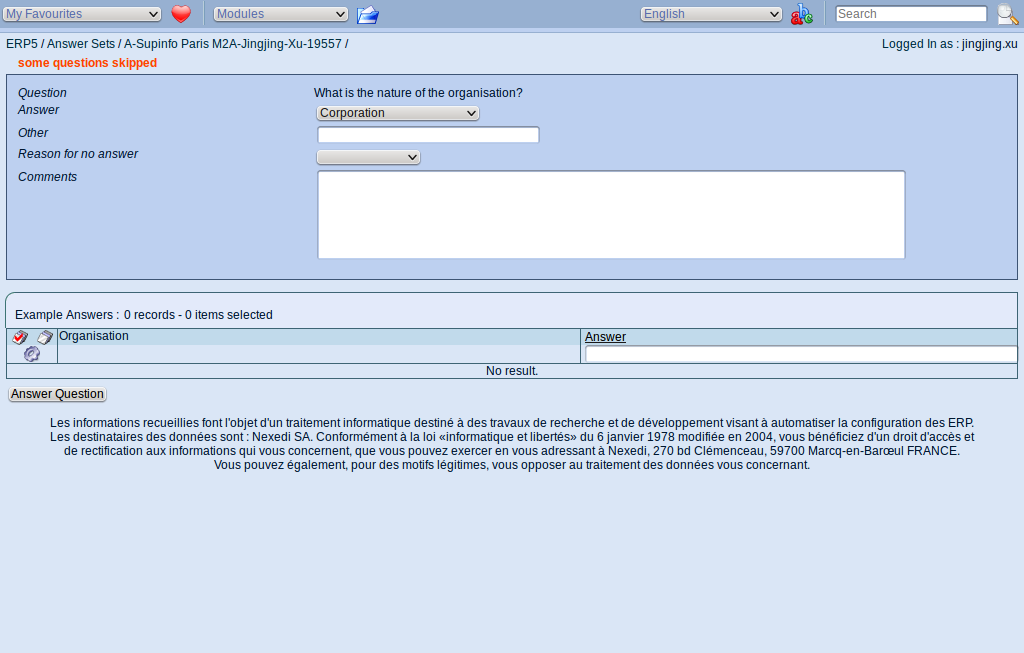 My Favourites Modules English Search
ERP5 / Answer Sets / A-Supinfo Paris M2A-Jingjing-Xu-19557 / Logged In as : jingjing.xu
some questions skipped
Question What is the nature of the organisation?
Answer Corporation
Other
Reason for no answer
Comments
Example Answers : 0 records - 0 items selected
Organisation Answer
No result.
Answer Question
Les informations recueillies font l'objet d'un traitement informatique destiné à des travaux de recherche et de développement visant à automatiser la configuration des ERP.
Les destinataires des données sont : Nexedi SA. Conformément à la loi «informatique et libertés» du 6 janvier 1978 modifiée en 2004, vous bénéficiez d'un droit d'accès et
de rectification aux informations qui vous concernent, que vous pouvez exercer en vous adressant à Nexedi, 270 bd Clémenceau, 59700 Marcq-en-Barœul FRANCE.
Vous pouvez également, pour des motifs légitimes, vous opposer au traitement des données vous concernant.